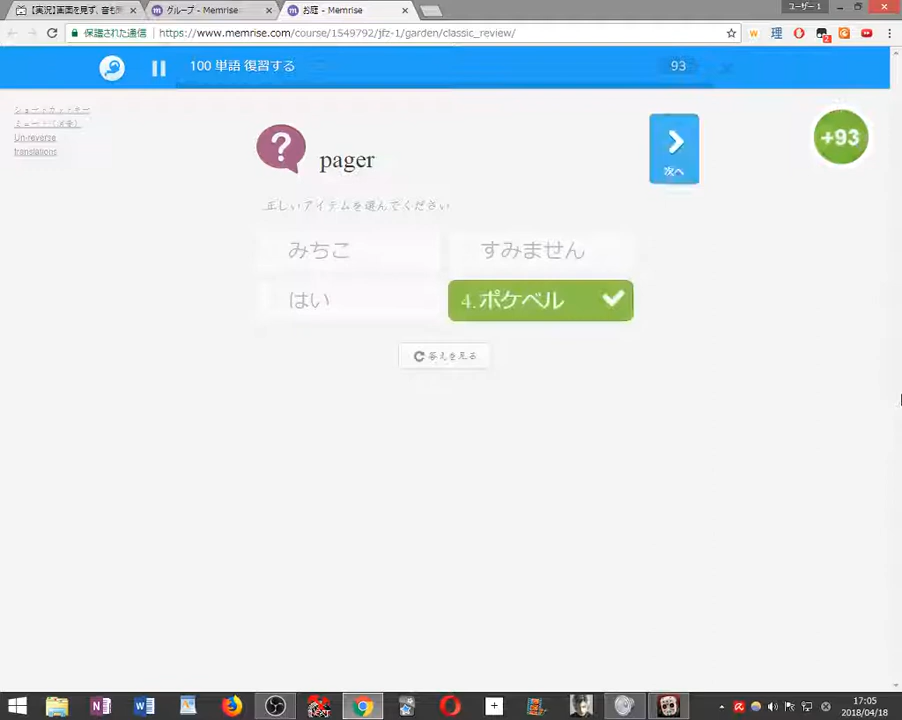 【実況】画面を見ず、音も
グループ - Memrise
お庭 - Memrise
ユーザー 1
保護された通信
https://www.memrise.com/course/1549792/jfz-1/garden/classic_review/
100 単語 復習する
93
Un-reverse
translations
pager
次へ
+93
正しいアイテムを選んでください
みちこ
すみません
はい
4. ポケベル
答えを見る
17:05
2018/04/18